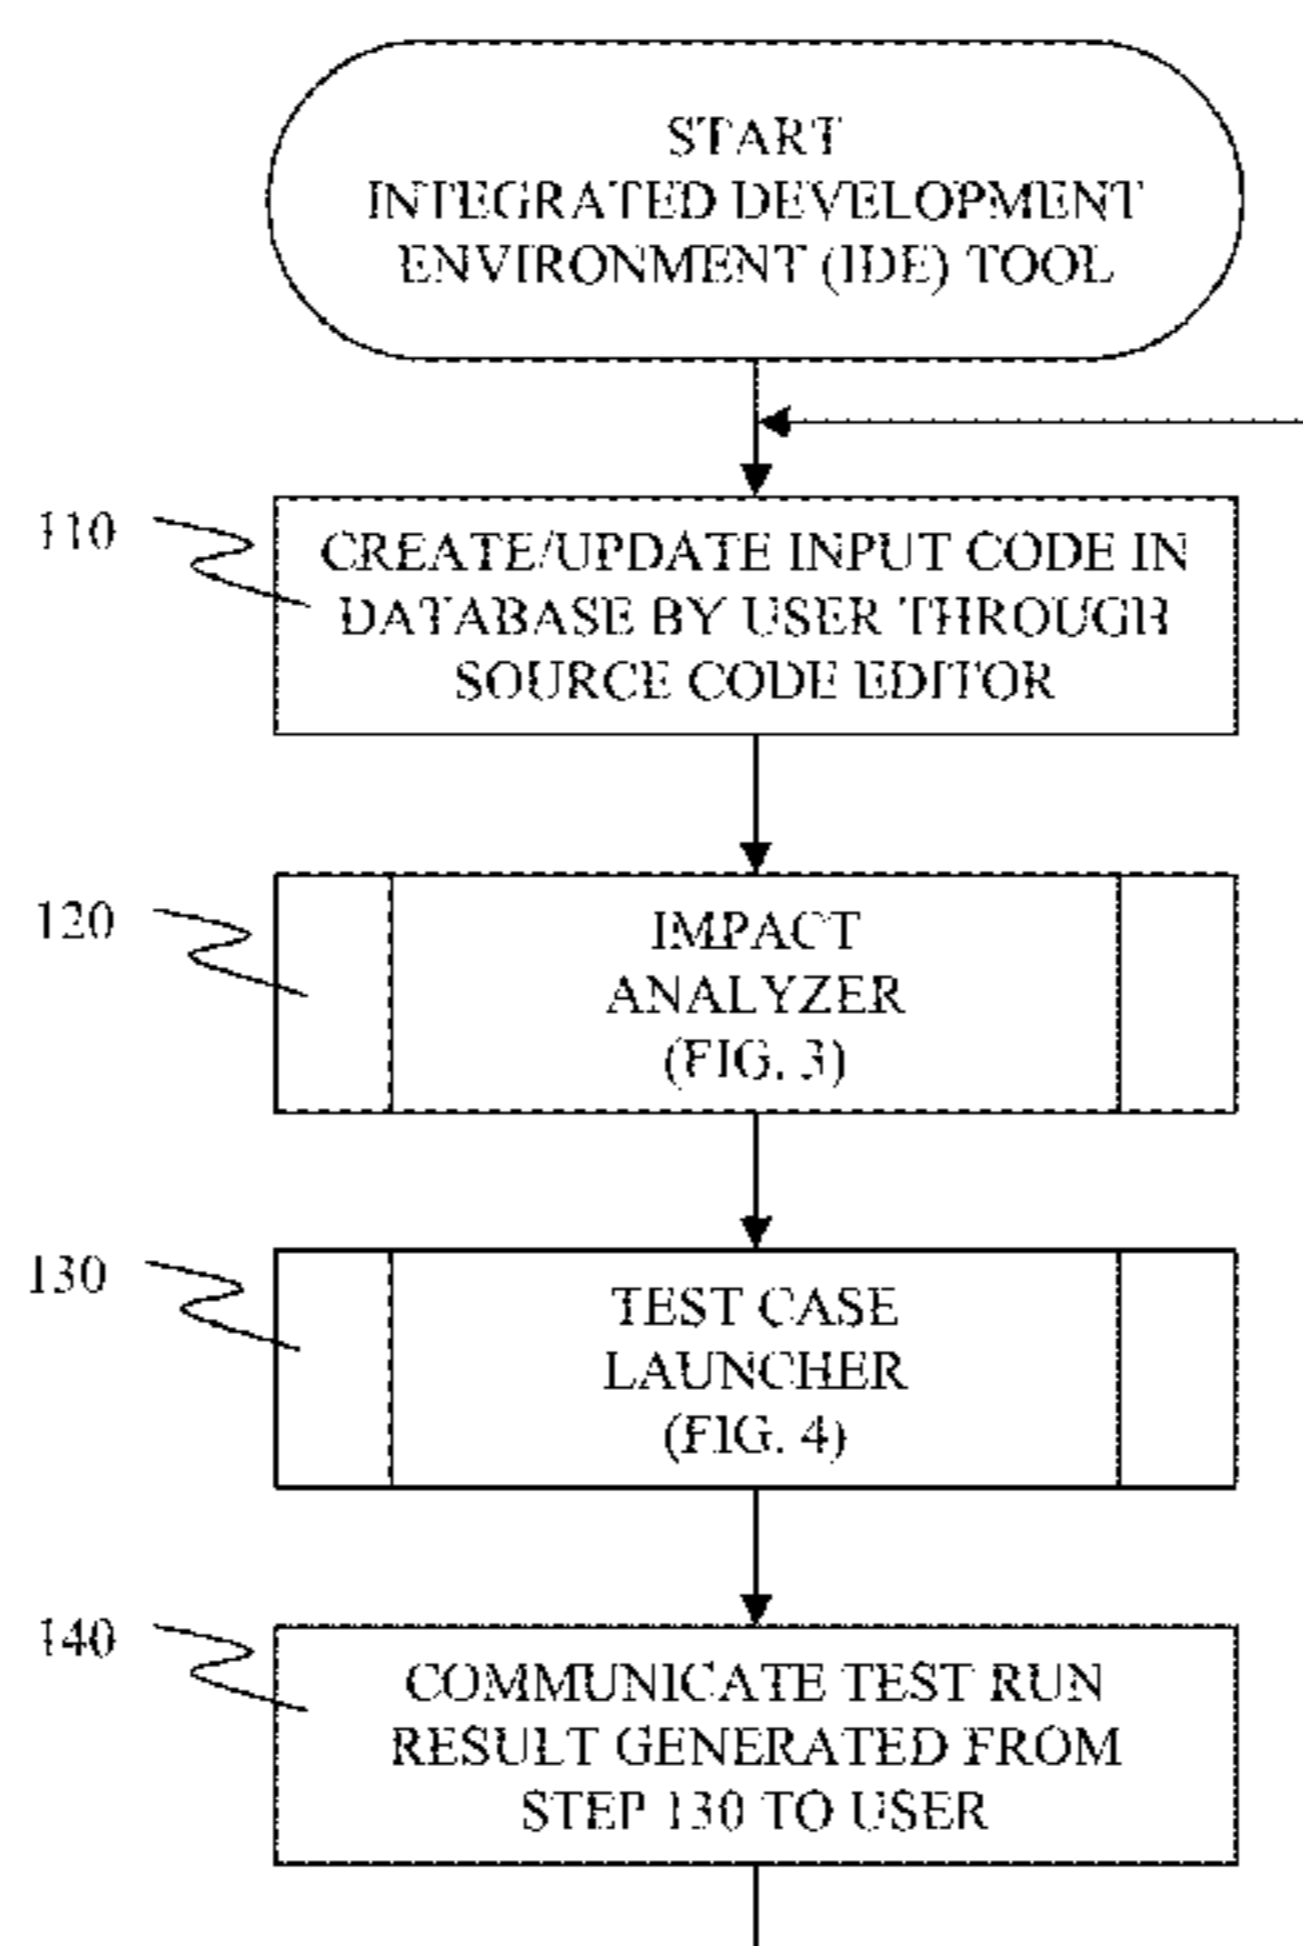 START
INTEGRATED DEVELOPMENT
ENVIRONMENT (IDE) TOOL
110
CREATE/UPDATE INPUT CODE IN
DATABASE BY USER THROUGH
SOURCE CODE EDITOR
120
IMPACT
ANALYZER
(FIG. 3)
130
TEST CASE
LAUNCHER
(FIG. 4)
140
COMMUNICATE TEST RUN
RESULT GENERATED FROM
STEP 130 TO USER